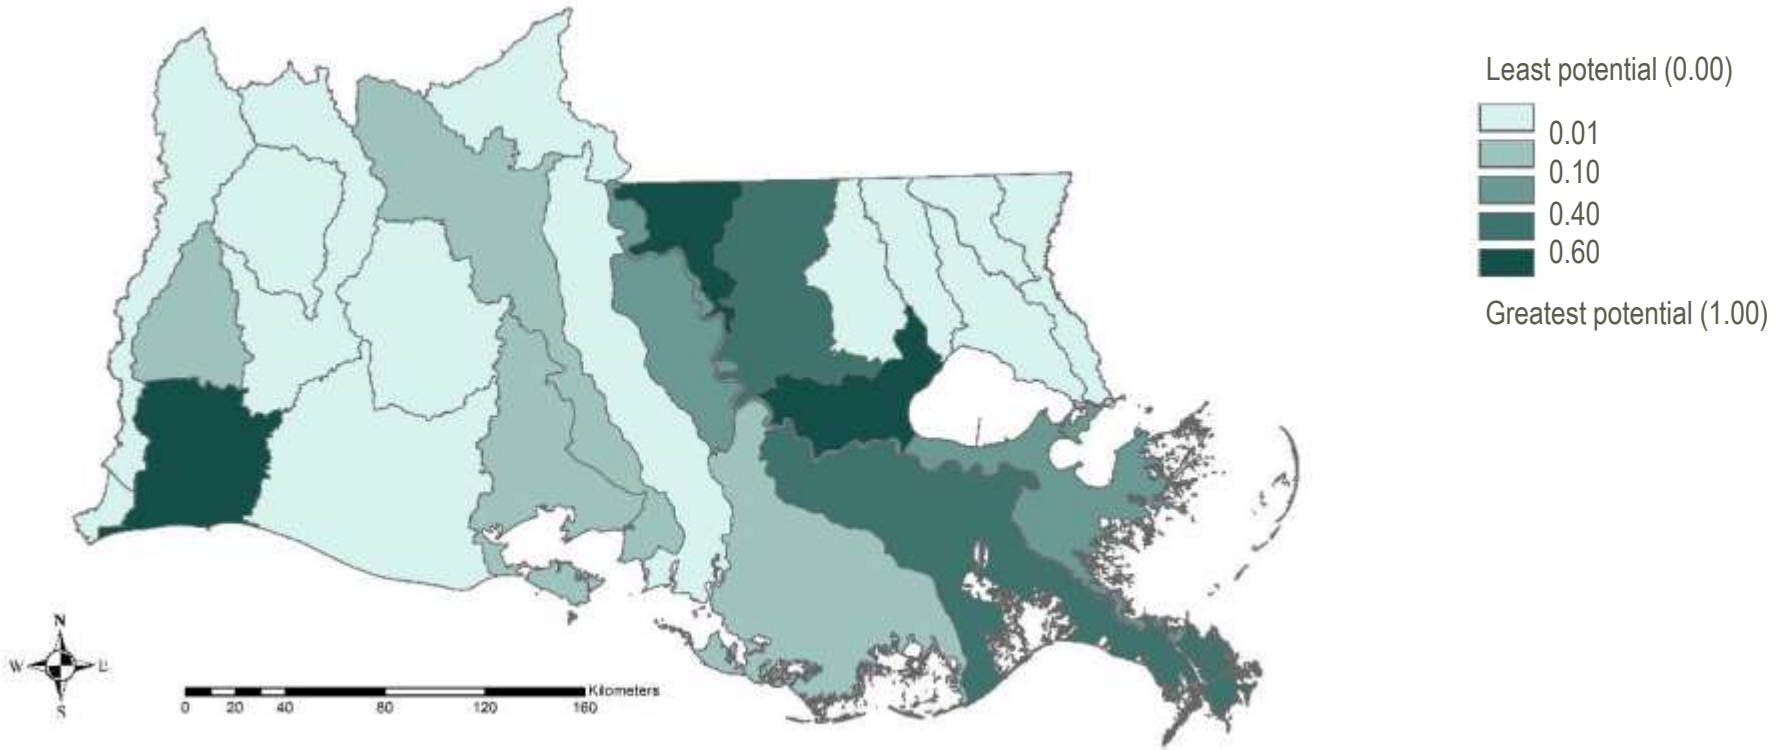 Least potential (0.00)
0.01
0.10
0.40
0.60
Greatest potential (1.00)
N
W
S
Kilometers
0 20 40 80 120 160